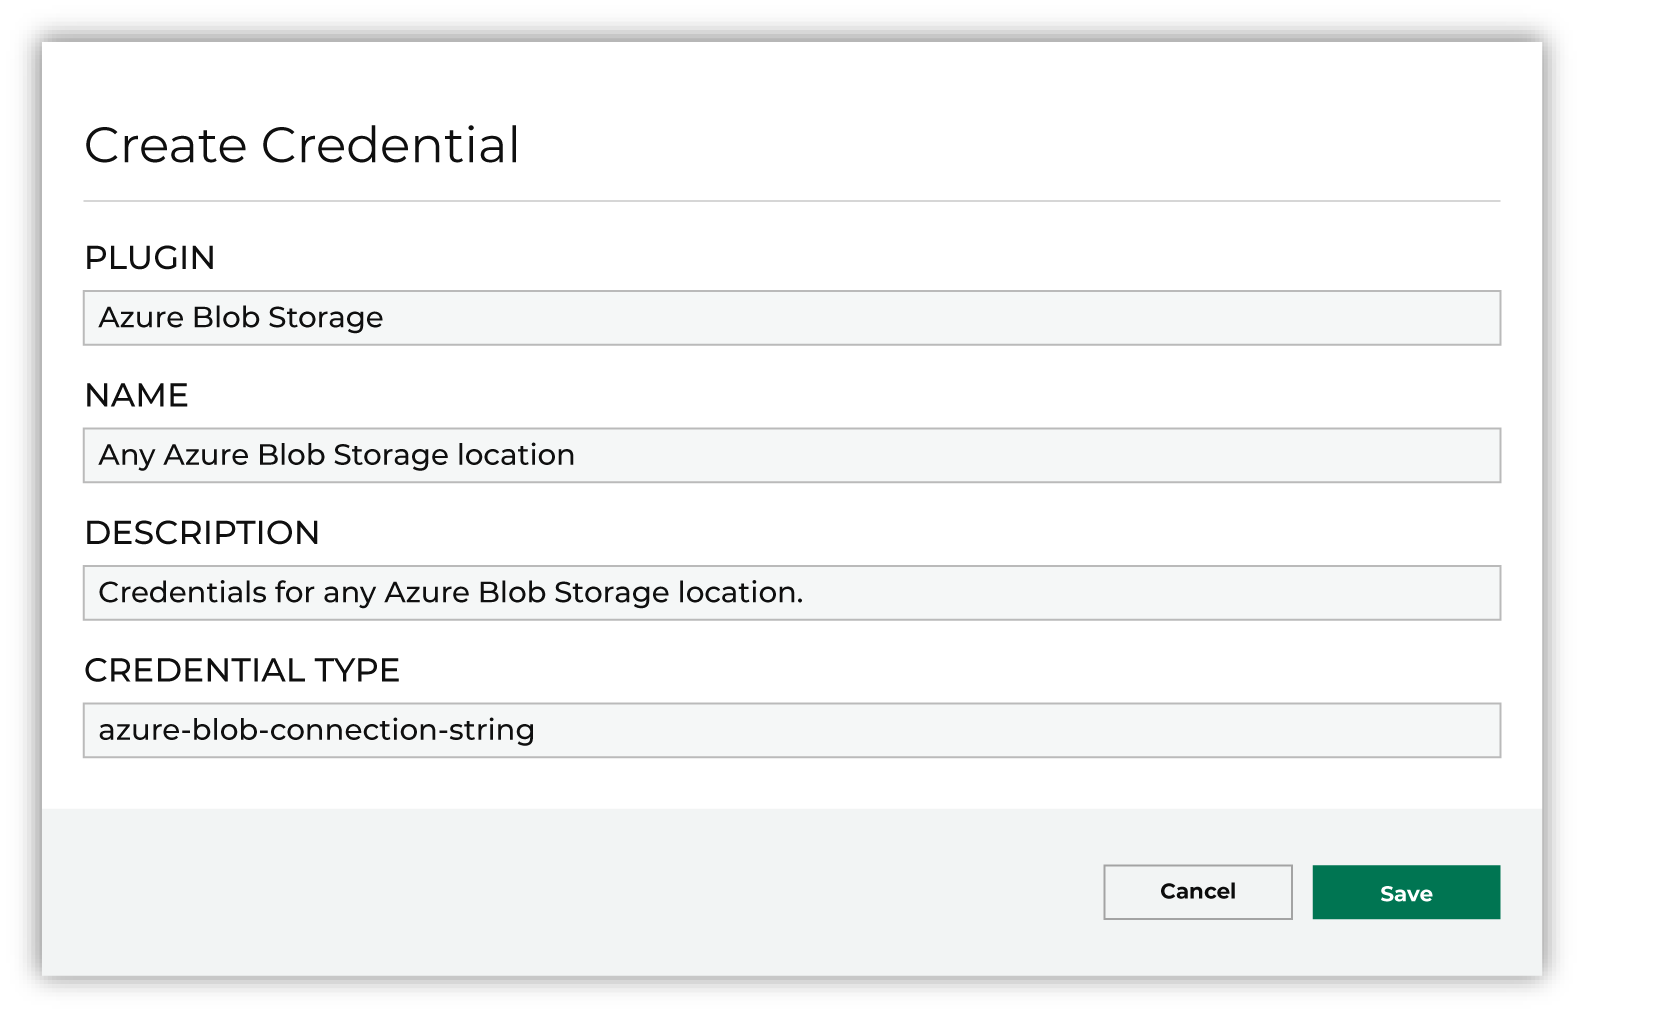 Create Credential
PLUGIN
Azure Blob Storage
NAME
Any Azure Blob Storage location
DESCRIPTION
Credentials for any Azure Blob Storage location.
CREDENTIAL TYPE
azure-blob-connection-string
Cancel
Save